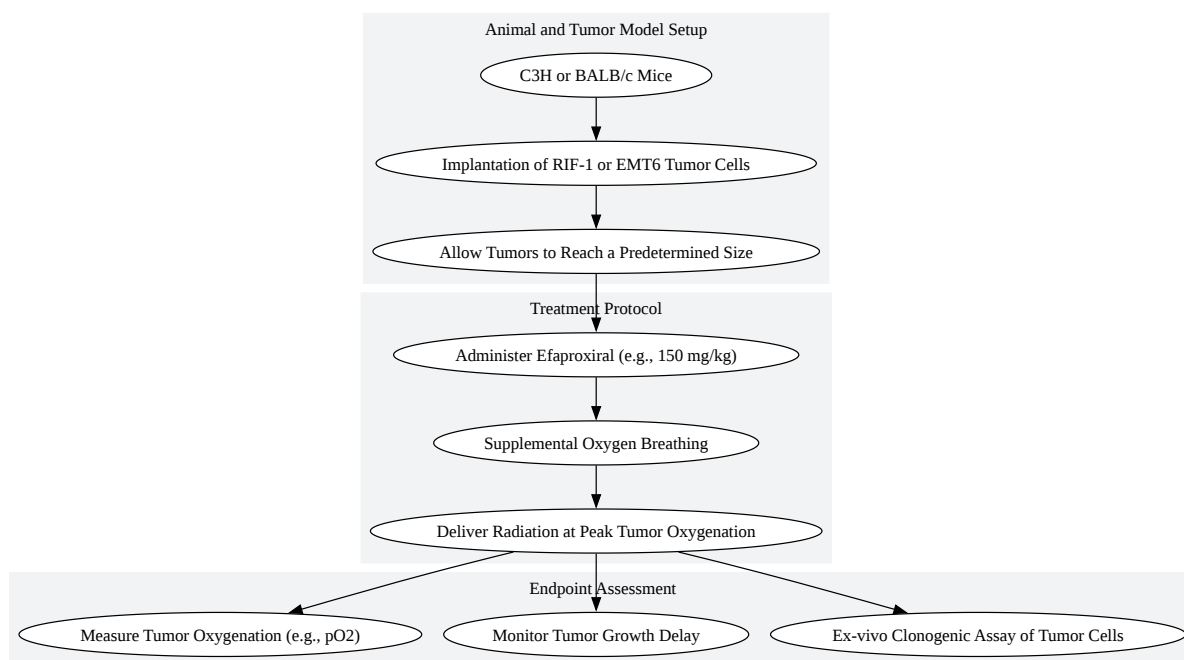 Animal and Tumor Model Setup
C3H or BALB/c Mice
Implantation of RIF-1 or EMT6 Tumor Cells
Allow Tumors to Reach a Predetermined Size
Treatment Protocol
Administer Efaproxiral (e.g., 150 mg/kg)
Supplemental Oxygen Breathing
Deliver Radiation at Peak Tumor Oxygenation
Endpoint Assessment
Measure Tumor Oxygenation (e.g., pO2)
Monitor Tumor Growth Delay
Ex-vivo Clonogenic Assay of Tumor Cells